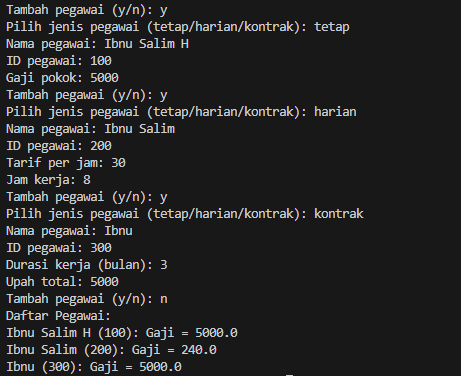 Tambah pegawai (y/n): y
Pilih jenis pegawai (tetap/harian/kontrak): tetap
Nama pegawai: Ibnu Salim H
ID pegawai: 100
Gaji pokok: 5000
Tambah pegawai (y/n): y
Pilih jenis pegawai (tetap/harian/kontrak): harian
Nama pegawai: Ibnu Salim
ID pegawai: 200
Tarif per jam: 30
Jam kerja: 8
Tambah pegawai (y/n): y
Pilih jenis pegawai (tetap/harian/kontrak): kontrak
Nama pegawai: Ibnu
ID pegawai: 300
Durasi kerja (bulan): 3
Upah total: 5000
Tambah pegawai (y/n): n
Daftar Pegawai:
Ibnu Salim H (100): Gaji = 5000.0
Ibnu Salim (200): Gaji = 240.0
Ibnu (300): Gaji = 5000.0